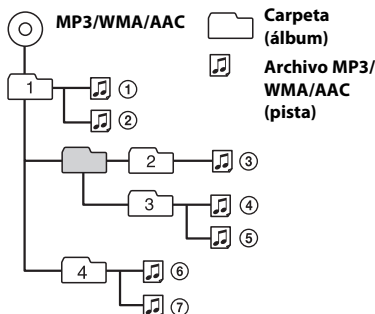 MP3/WMA/AAC
Carpeta
(álbum)
Archivo MP3/
WMA/AAC
(pista)
1
①
②
2
③
3
④
⑤
4
⑥
⑦